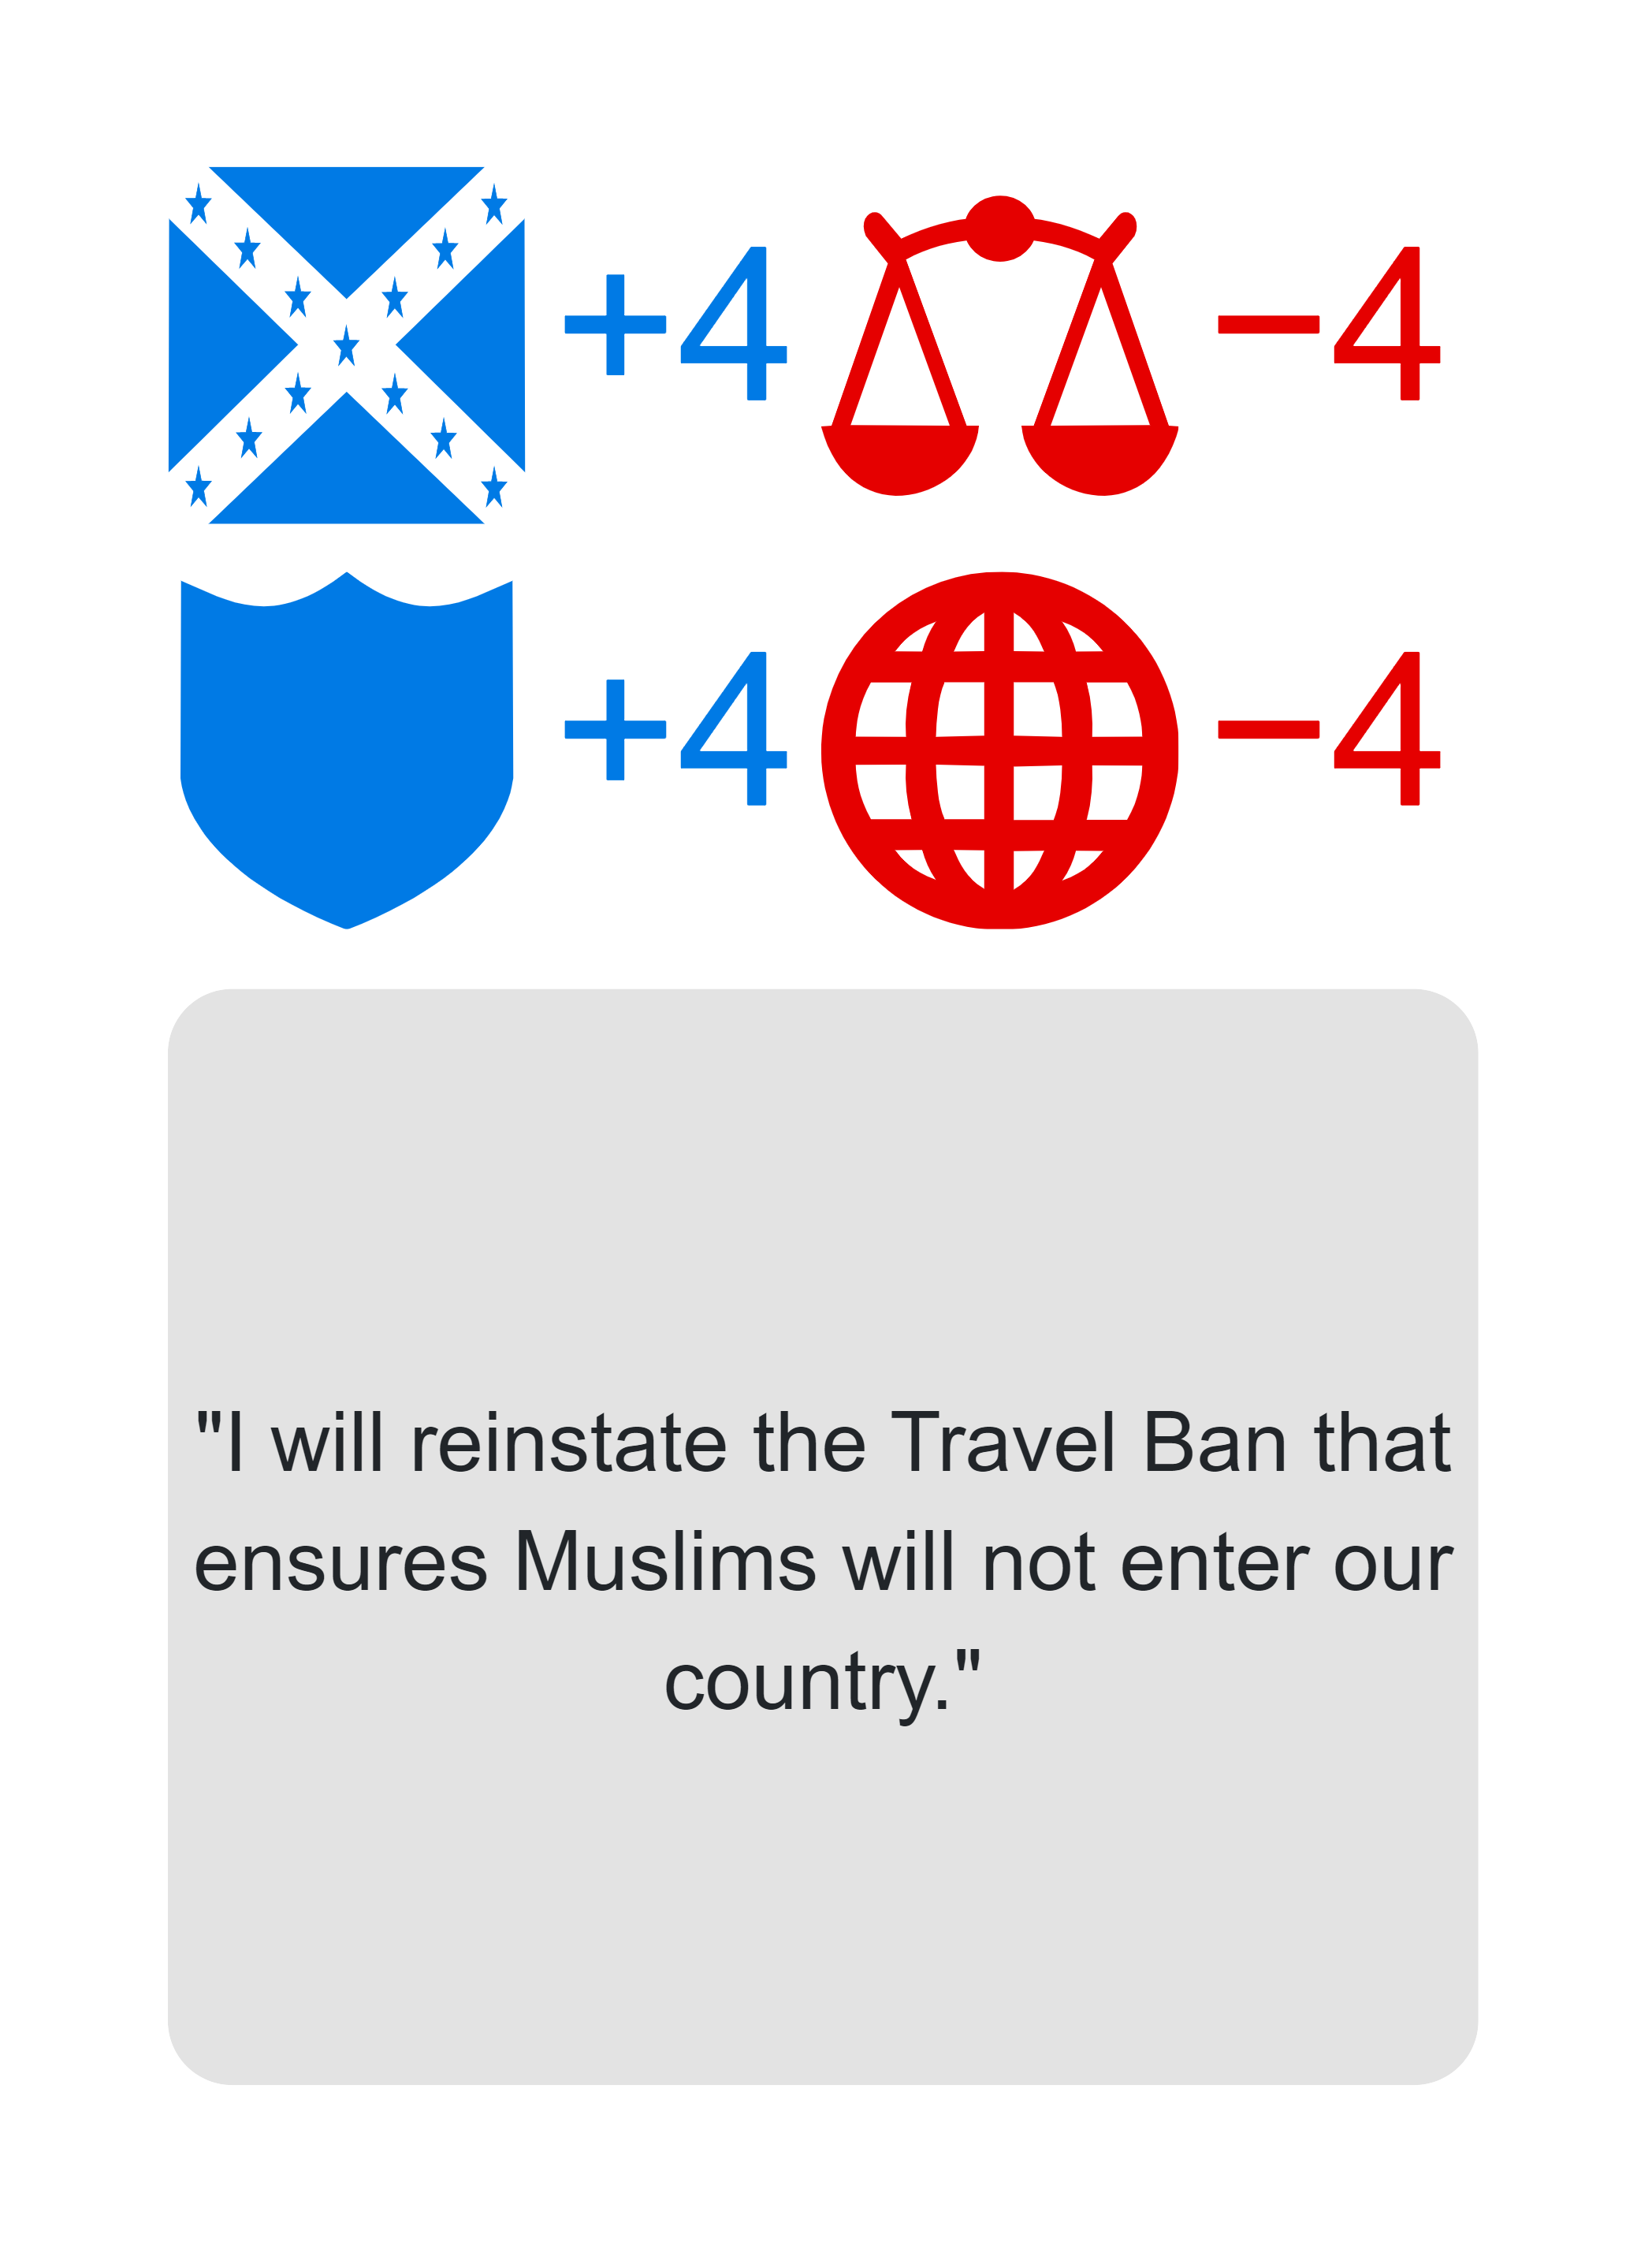 +4 −4
+4 −4
"I will reinstate the Travel Ban that
ensures Muslims will not enter our
country."